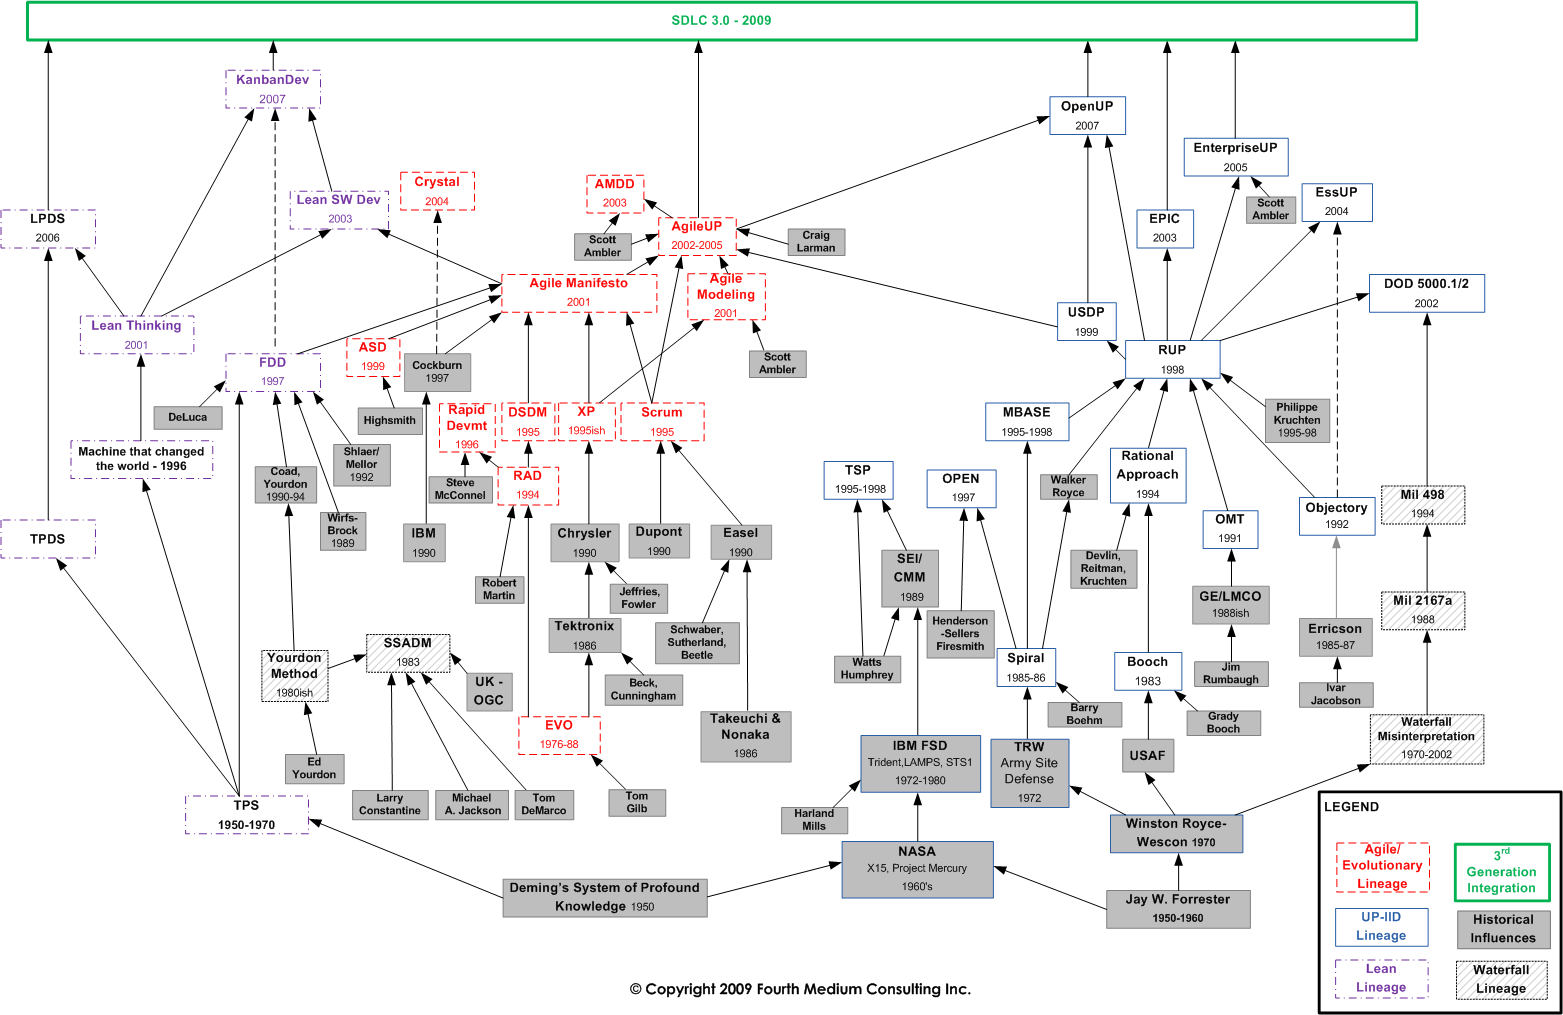 SDLC 3.0 - 2009
KanbanDev
2007
OpenUP
2007
EnterpriseUP
2005
Crystal
2004
AMDD
2003
Lean SW Dev
2003
EssUP
2004
Scott
Ambler
LPDS
2006
AgileUP
2002-2005
EPIC
2003
Scott
Ambler
Craig
Larman
Agile Manifesto
2001
Agile
Modeling
2001
DOD 5000.1/2
2002
USDP
1999
Lean Thinking
2001
ASD
1999
RUP
1998
FDD
1997
Cockburn
1997
Scott
Ambler
DeLuca
Highsmith
Rapid
Devmt
1996
DSDM
1995
XP
1995ish
Scrum
1995
MBASE
1995-1998
Philippe
Kruchten
1995-98
Machine that changed
the world - 1996
Shlaer/
Mellor
1992
Rational
Approach
1994
Coad,
Yourdon
1990-94
Steve
McConnel
RAD
1994
TSP
1995-1998
OPEN
1997
Walker
Royce
Mil 498
1994
Objectory
1992
Wirfs-
Brock
1989
IBM
1990
Chrysler
1990
Dupont
1990
Easel
1990
OMT
1991
TPDS
SEI/
CMM
1989
Devlin,
Reitman,
Kruchten
Robert
Martin
Jeffries,
Fowler
GE/LMCO
1988ish
Mil 2167a
1988
Henderson
-Sellers
Firesmith
Tektronix
1986
Schwaber,
Sutherland,
Beetle
Erricson
1985-87
SSADM
1983
Yourdon
Method
1980ish
Watts
Humphrey
Spiral
1985-86
Booch
1983
Jim
Rumbaugh
UK -
OGC
Beck,
Cunningham
Ivar
Jacobson
Barry
Boehm
Grady
Booch
EVO
1976-88
Takeuchi &
Nonaka
1986
Waterfall
Misinterpretation
1970-2002
IBM FSD
Trident,LAMPS, STS1
1972-1980
TRW
Army Site
Defense
1972
USAF
Ed
Yourdon
Larry
Constantine
Michael
A. Jackson
Tom
DeMarco
Tom
Gilb
TPS
1950-1970
Harland
Mills
Winston Royce-
Wescon 1970
NASA
X15, Project Mercury
1960's
Deming's System of Profound
Knowledge 1950
Jay W. Forrester
1950-1960
LEGEND
Agile/
Evolutionary
Lineage
3rd
Generation
Integration
UP-IID
Lineage
Historical
Influences
Lean
Lineage
Waterfall
Lineage
© Copyright 2009 Fourth Medium Consulting Inc.